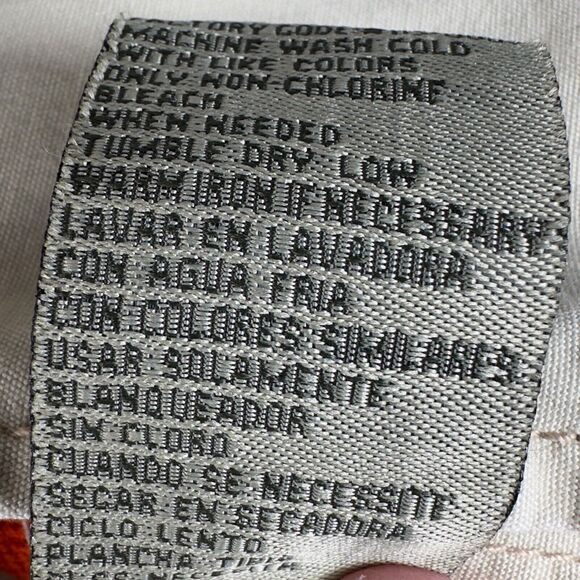 MACHINE WASH COLD
WITH LIKE COLORS
ONLY NON-CHLORINE
BLEACH
WHEN NEEDED
TUMBLE DRY LOW
WARM IRON IF NECESSARY
LAVAR EN LAVADORA
CON AGUA FRIA
CON COLORES SIMILARES
USAR SOLAMENTE
BLANQUEADOR
SIN CLORO
CUANDO SE NECESSITE
SECAR EN SECADORA
CICLO LENTO
PLANCHA TIBIA